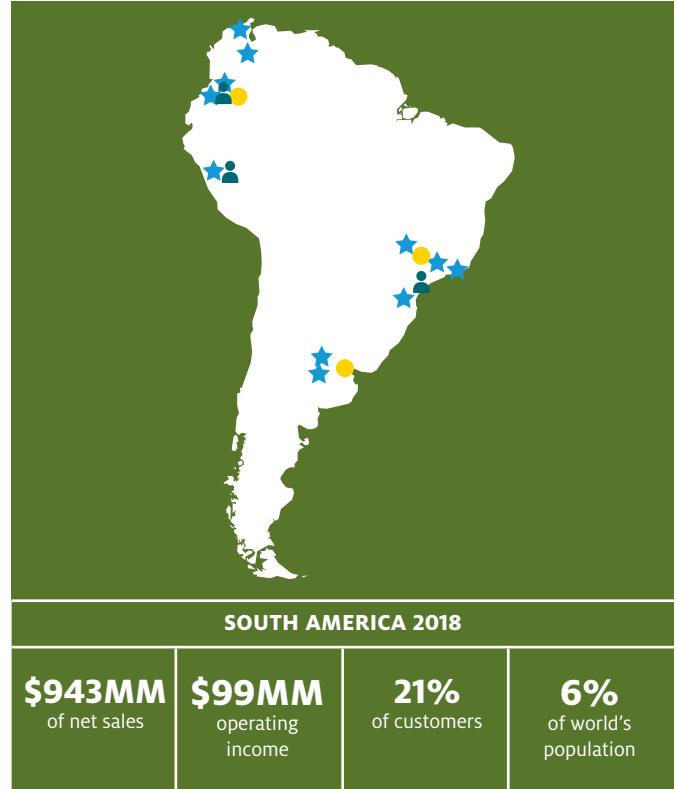 SOUTH AMERICA 2018
$943MM
of net sales
$99MM
operating
income
21%
of customers
6%
of world's
population